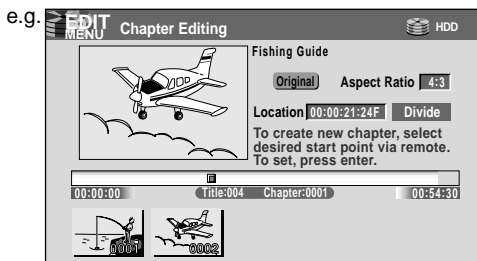 e.g.
EDIT MENU Chapter Editing HDD
Fishing Guide
Original Aspect Ratio 4:3
Location 00:00:21:24F Divide
To create new chapter, select
desired start point via remote.
To set, press enter.
00:00:00 Title:004 Chapter:0001 00:54:30
0001 0002